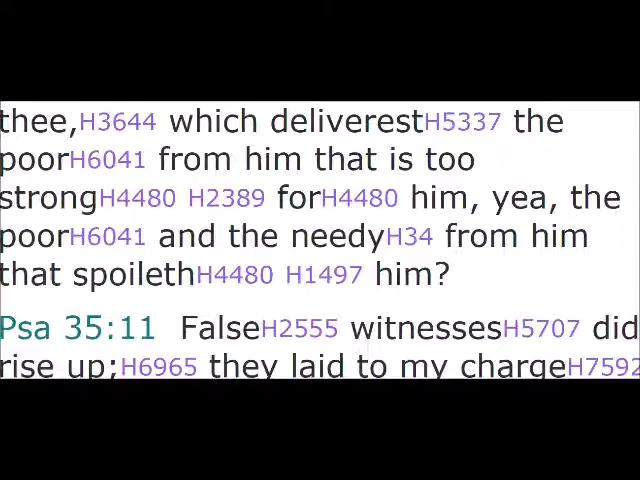 thee,H3644 which deliverestH5337 the
poorH6041 from him that is too
strongH4480 H2389 forH4480 him, yea, the
poorH6041 and the needyH34 from him
that spoilethH4480 H1497 him?
Psa 35:11 FalseH2555 witnessesH5707 did
rise up;H6965 they laid to my chargeH7592